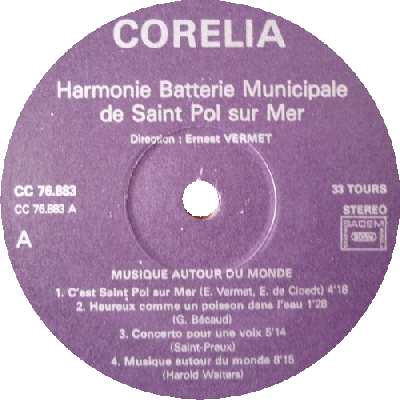 CORELIA
Harmonie Batterie Municipale
de Saint Pol sur Mer
Direction : Ernest VERMET
CC 76.883
CC 76.883 A
A
33 TOURS
STEREO
SACEM
MUSIQUE AUTOUR DU MONDE
1. C'est Saint Pol sur Mer (E. Vermet, E. de Cloedt) 4'18
2. Heureux comme un poisson dans l'eau 1'28
(G. Bécaud)
3. Concerto pour une voix 5'14
(Saint-Preux)
4. Musique autour du monde 8'15
(Harold Walters)